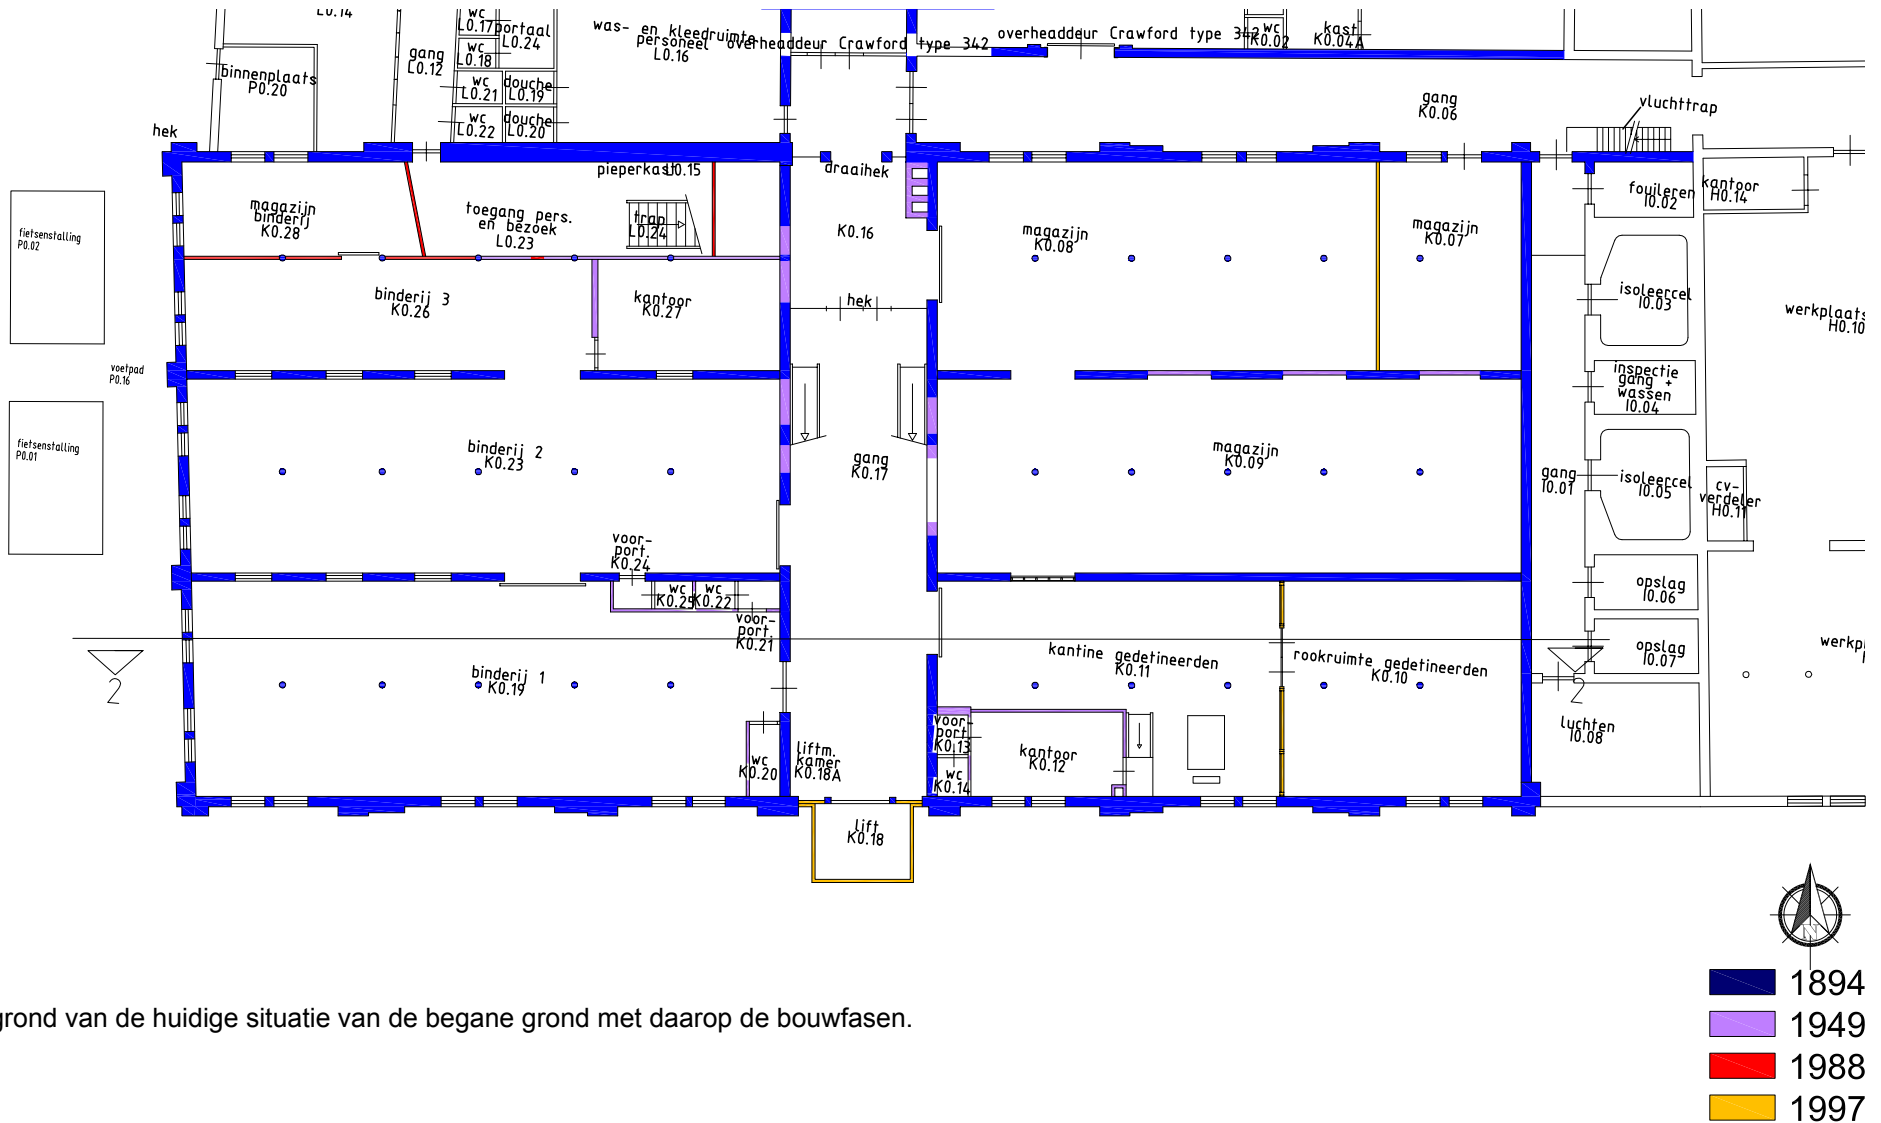 L0.14
wc
L0.17
portaal
L0.24
wc
L0.18
gang
L0.12
was- en kleedruimte
personeel
L0.16
overheaddeur Crawford type 342
overheaddeur Crawford type 342
wc
K0.02
kast
K0.04A
binnenplaats
P0.20
wc
L0.21
douche
L0.19
wc
L0.22
douche
L0.20
gang
K0.06
vluchttrap
hek
pieperkast
L0.15
draaihek
fouilleren
I0.02
kantoor
H0.14
magazijn
binderij
K0.28
toegang pers.
en bezoek
L0.23
trap
L0.24
K0.16
magazijn
K0.08
magazijn
K0.07
fietsenstalling
P0.02
binderij 3
K0.26
kantoor
K0.27
hek
isoleercel
I0.03
werkplaats
H0.10
voetpad
P0.16
inspectie
gang +
wassen
I0.04
fietsenstalling
P0.01
binderij 2
K0.23
gang
K0.17
magazijn
K0.09
gang
I0.01
isoleercel
I0.05
cv-
verdeler
H0.11
voor-
port.
K0.24
wc
K0.25
wc
K0.22
voor-
port.
K0.21
opslag
I0.06
opslag
I0.07
werkpl
binderij 1
K0.19
kantine gedetineerden
K0.11
rookruimte gedetineerden
K0.10
2
2
luchten
I0.08
wc
K0.20
liftm.
kamer
K0.18A
voor-
port.
K0.13
wc
K0.14
kantoor
K0.12
lift
K0.18
N
1894
1949
1988
1997
grond van de huidige situatie van de begane grond met daarop de bouwfasen.